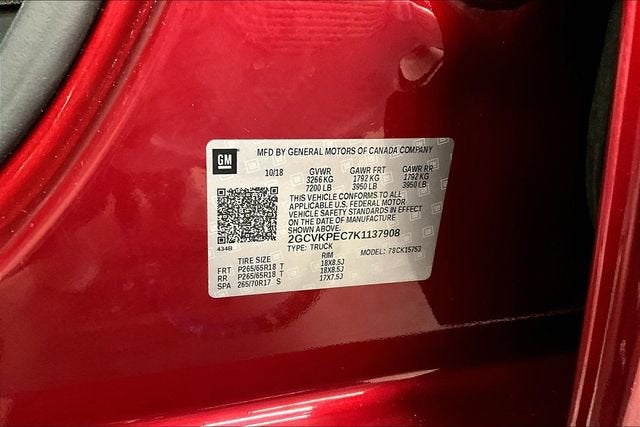 GM
MFD BY GENERAL MOTORS OF CANADA COMPANY
10/18 GVWR GAWR FRT GAWR RR
3266 KG 1792 KG 1792 KG
7200 LB 3950 LB 3950 LB
THIS VEHICLE CONFORMS TO ALL
APPLICABLE U.S. FEDERAL MOTOR
VEHICLE SAFETY STANDARDS IN EFFECT
ON THE DATE OF MANUFACTURE
SHOWN ABOVE.
2GCVKPEC7K1137908
434B TYPE: TRUCK MODEL: 78CK15753
TIRE SIZE RIM
FRT P265/65R18 T 18X8.5J
RR P265/65R18 T 18X8.5J
SPA 265/70R17 S 17X7.5J